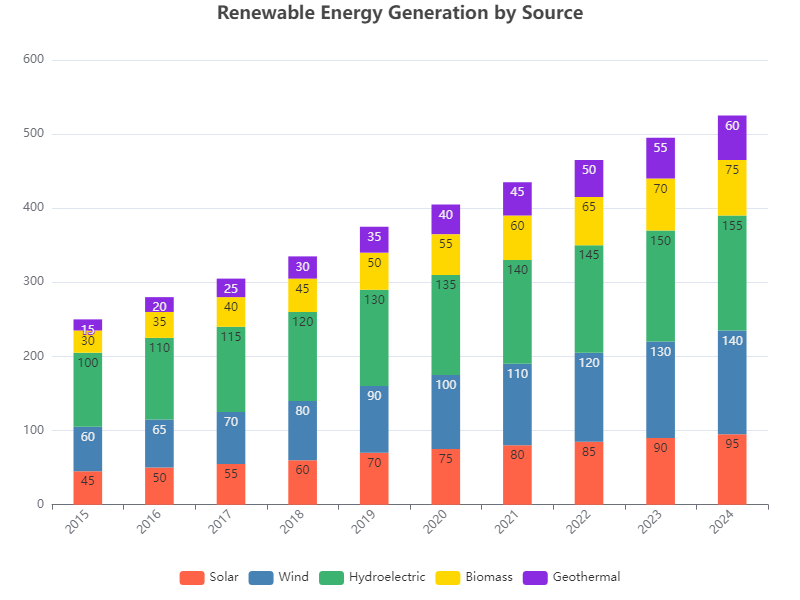 Renewable Energy Generation by Source
600
500
400
300
200
100
0
15 20 25 30 35 40 45 50 55 60
30 35 40 45 50 55 60 65 70 75
100 110 115 120 130 135 140 145 150 155
60 65 70 80 90 100 110 120 130 140
45 50 55 60 70 75 80 85 90 95
2015 2016 2017 2018 2019 2020 2021 2022 2023 2024
Solar Wind Hydroelectric Biomass Geothermal